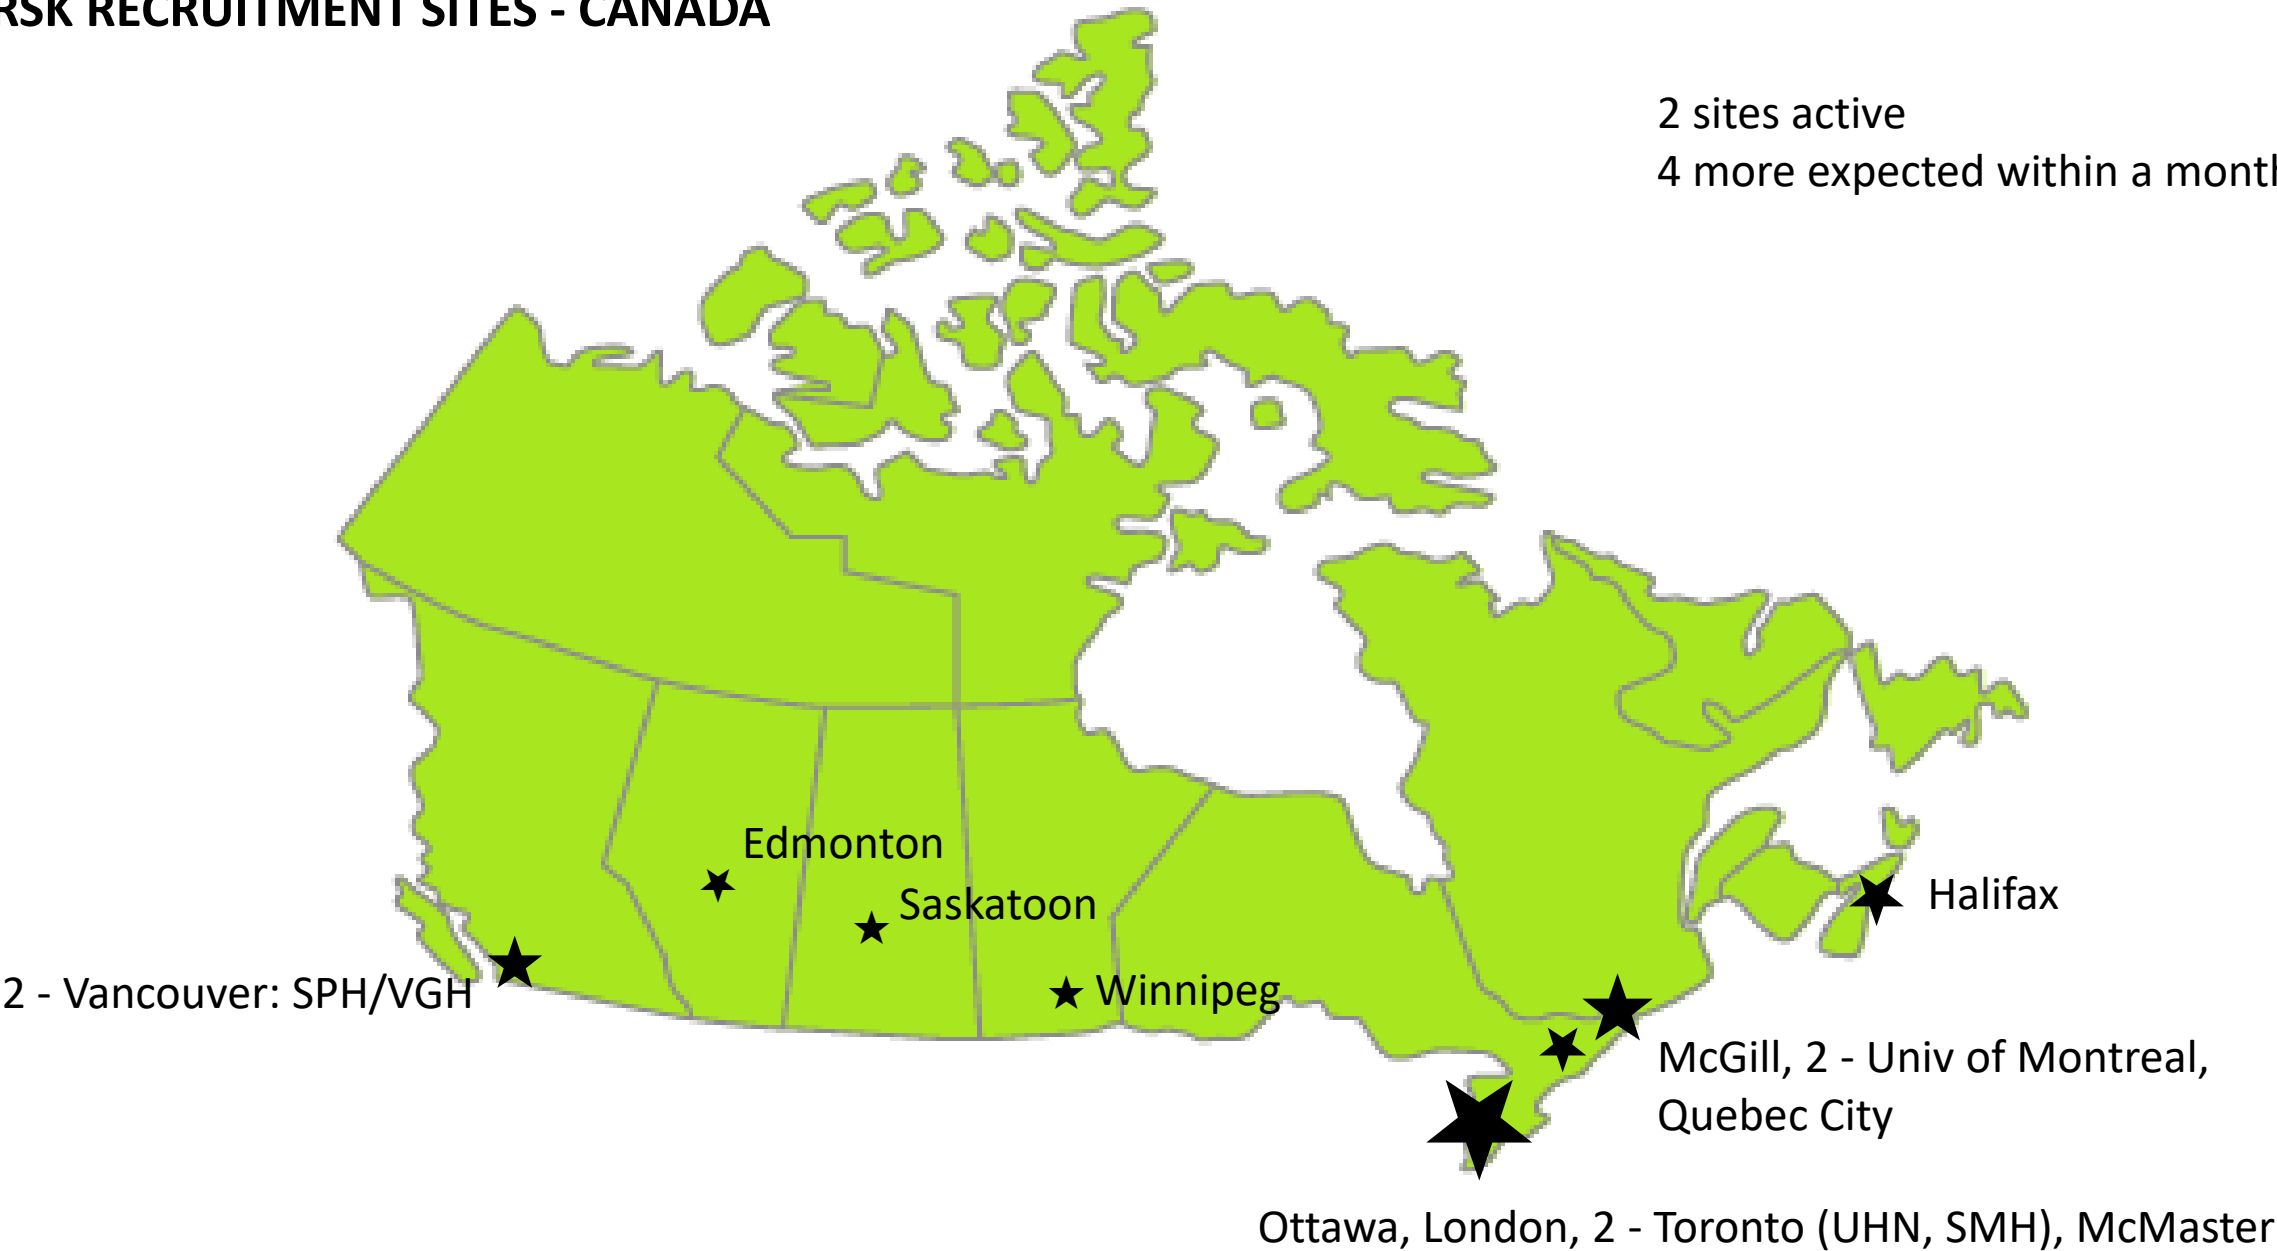 RSK RECRUITMENT SITES - CANADA
2 sites active
4 more expected within a month
Edmonton
Saskatoon
Halifax
2 - Vancouver: SPH/VGH
Winnipeg
McGill, 2 - Univ of Montreal,
Quebec City
Ottawa, London, 2 - Toronto (UHN, SMH), McMaster